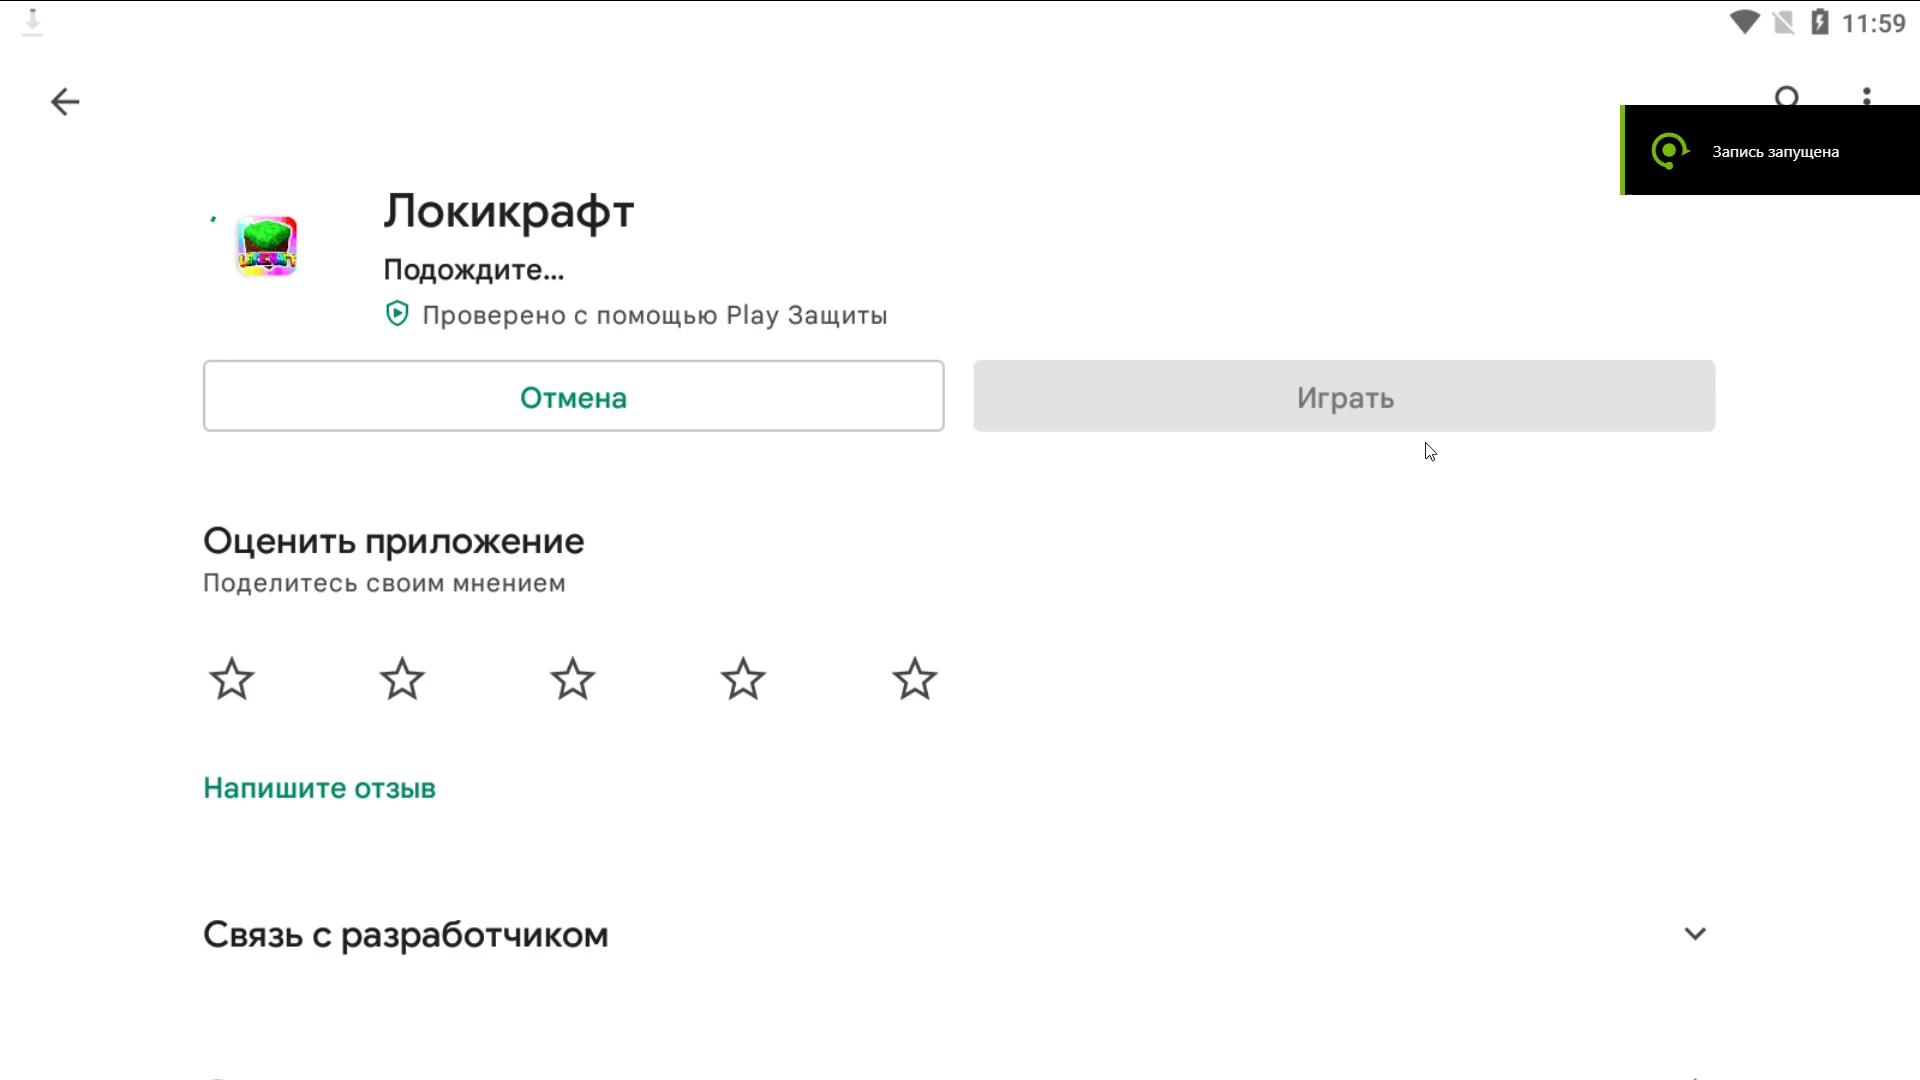 11:59
Запись запущена
Локикрафт
Подождите...
Проверено с помощью Play Защиты
Отмена
Играть
Оценить приложение
Поделитесь своим мнением
Напишите отзыв
Связь с разработчиком